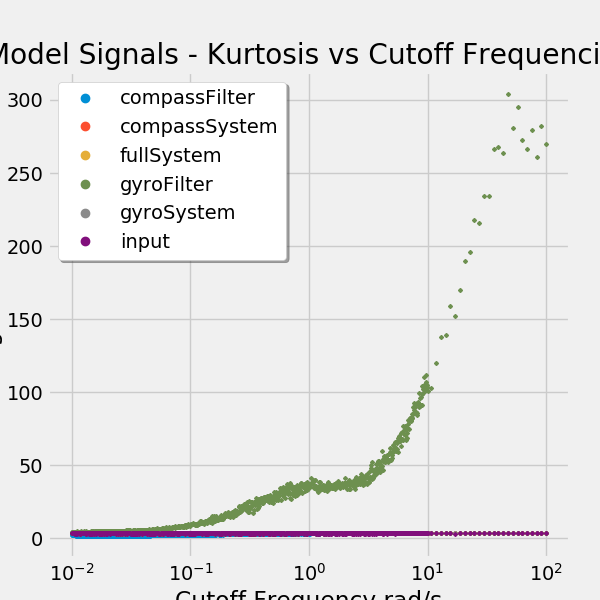 Model Signals - Kurtosis vs Cutoff Frequenci
compassFilter
compassSystem
fullSystem
gyroFilter
gyroSystem
input
300
250
200
150
100
50
0
10⁻² 10⁻¹ 10⁰ 10¹ 10²
Cutoff Frequency rad/s